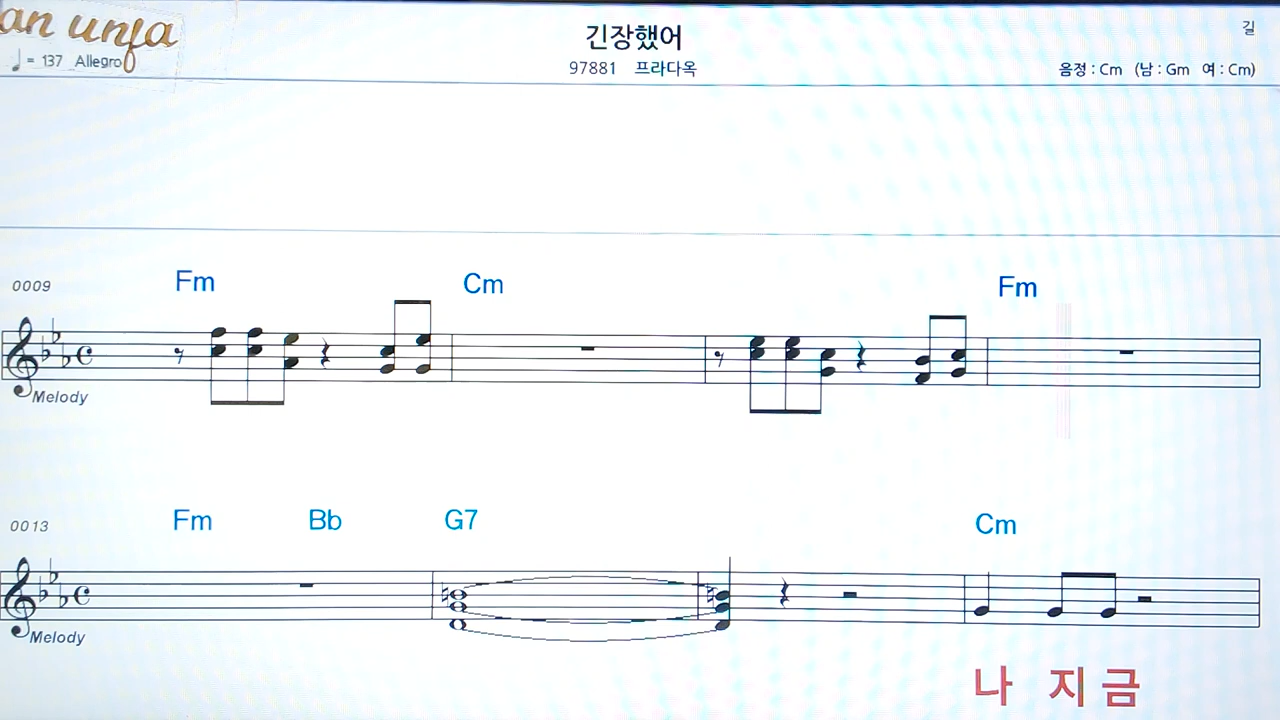 an unfa
♩ = 137 Allegro
긴장했어
97881 프라다옥
길
음정 : Cm (남 : Gm 여 : Cm)
0009 Fm Cm Fm
Melody
0013 Fm Bb G7 Cm
Melody
나 지 금